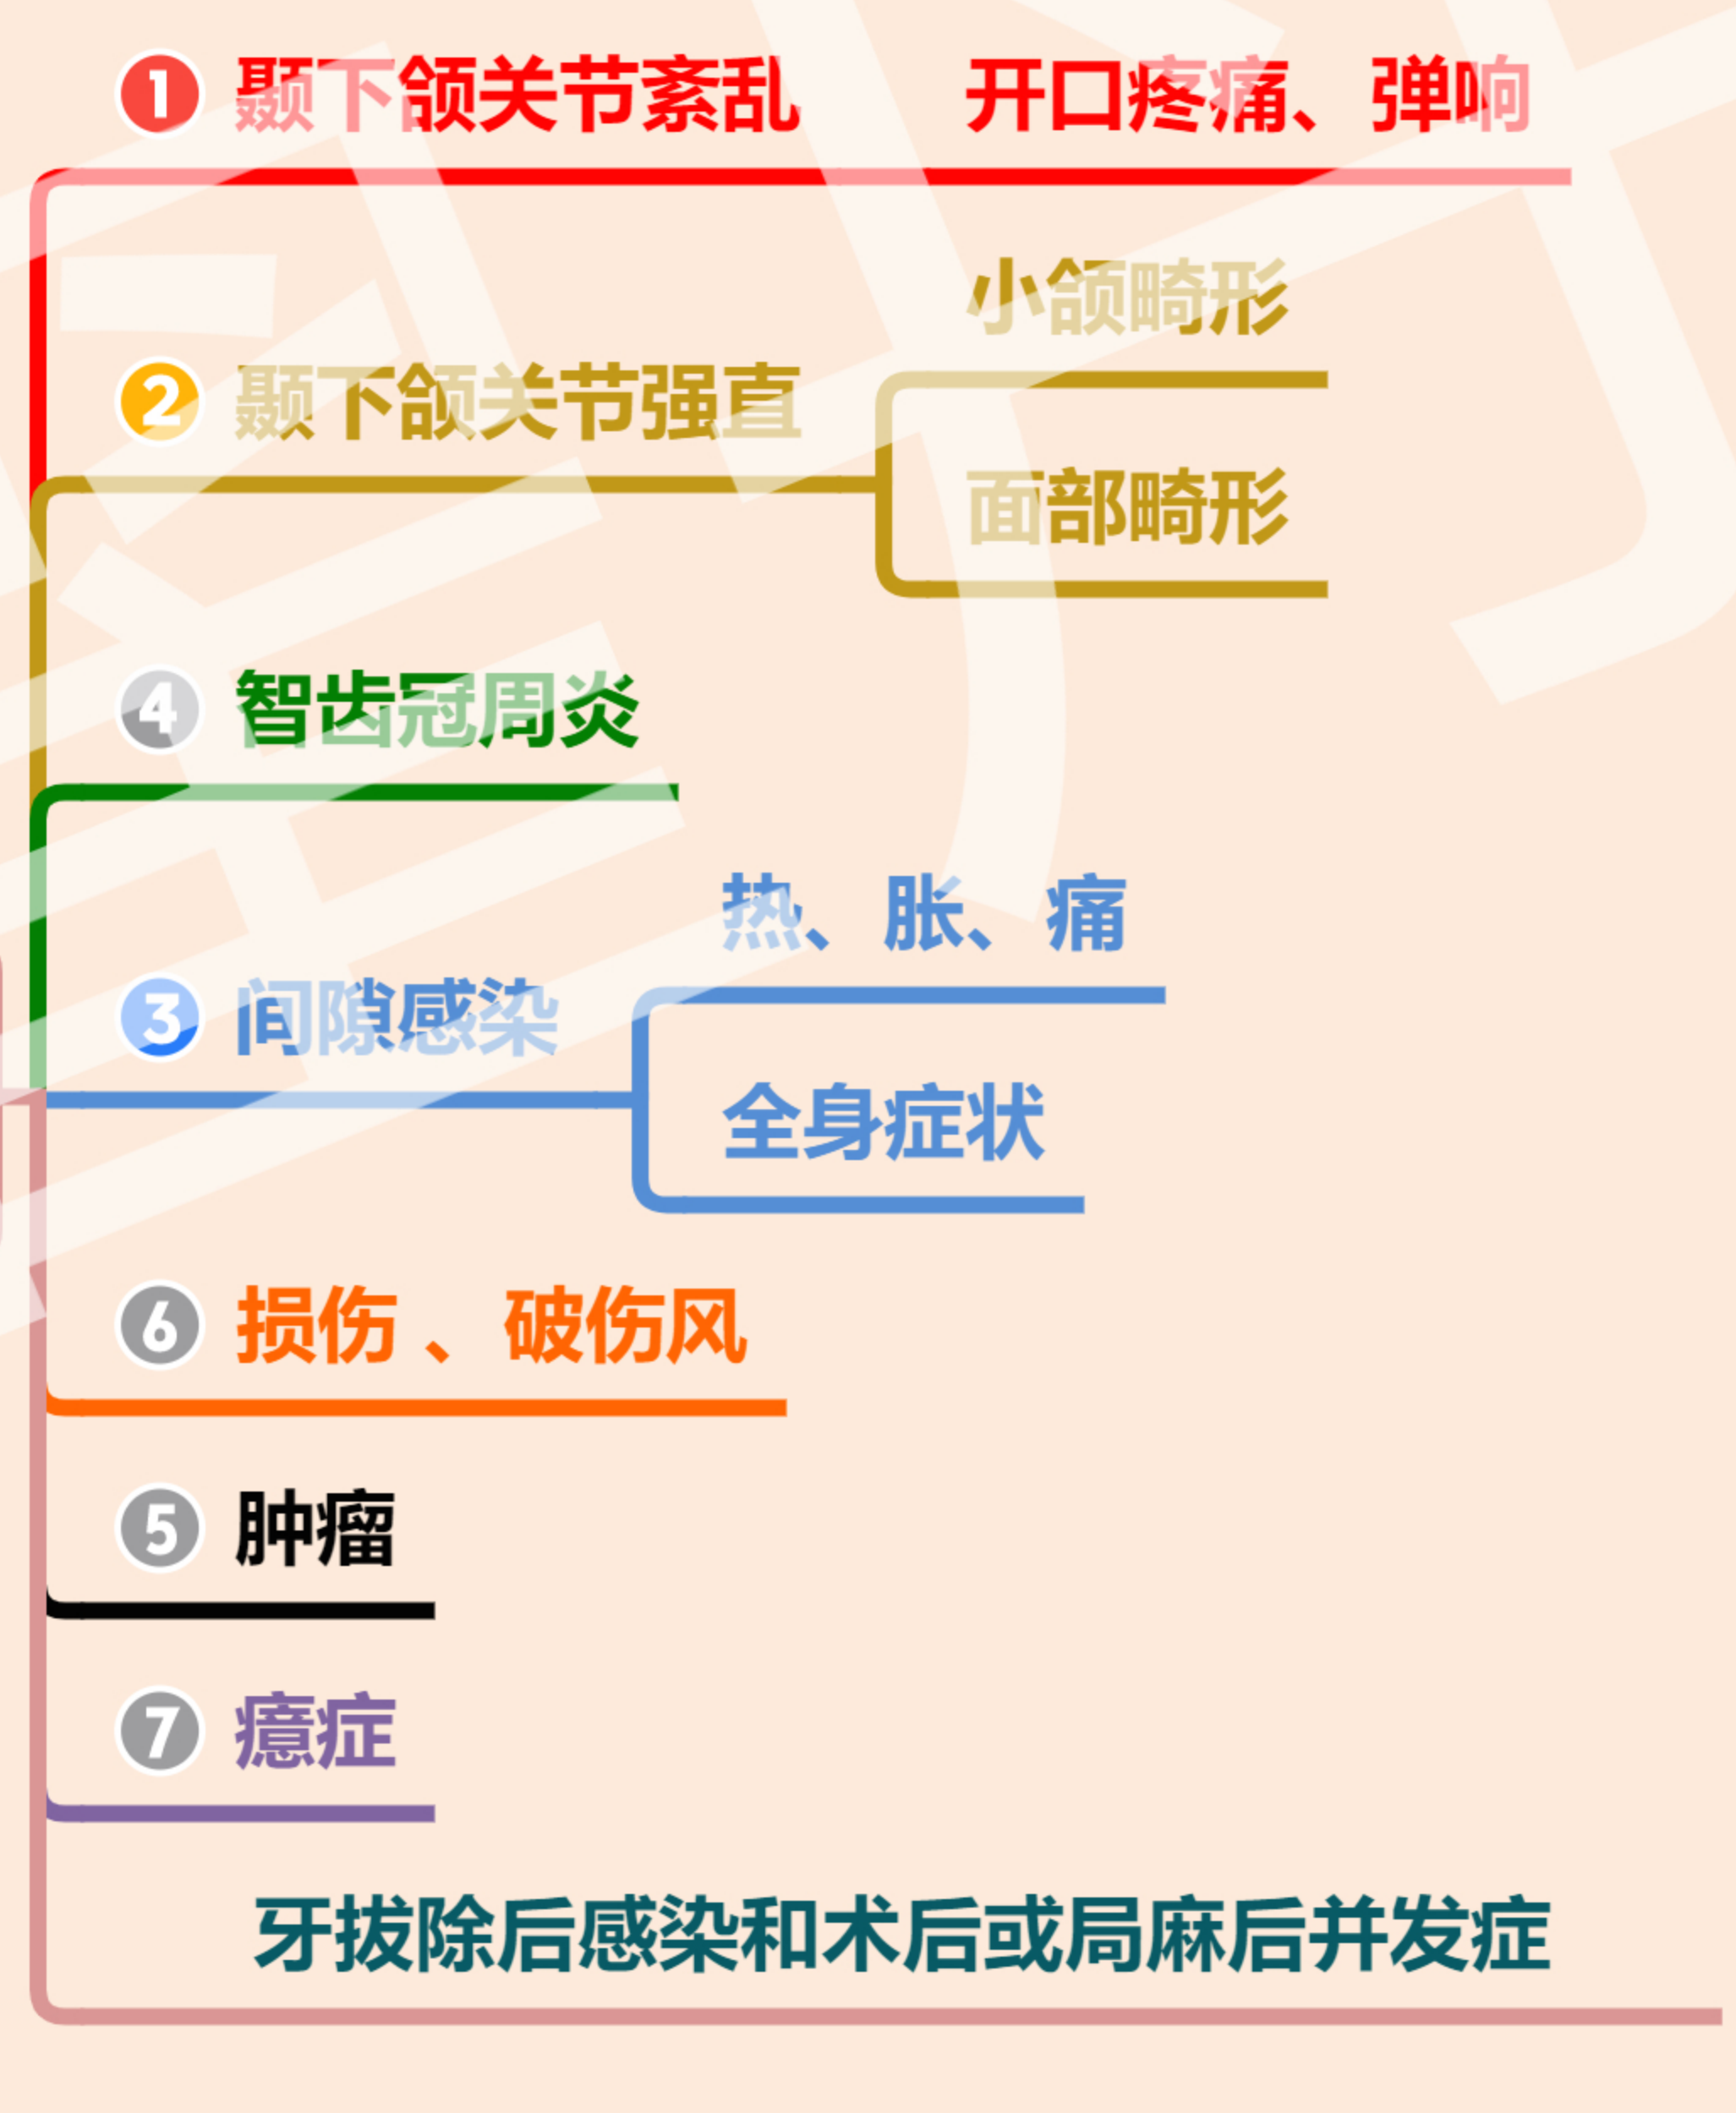 1 颞下颌关节紊乱 开口疼痛、弹响
小颌畸形
2 颞下颌关节强直
面部畸形
4 智齿冠周炎
热、胀、痛
3 间隙感染
全身症状
6 损伤 、破伤风
5 肿瘤
7 癔症
牙拔除后感染和术后或局麻后并发症